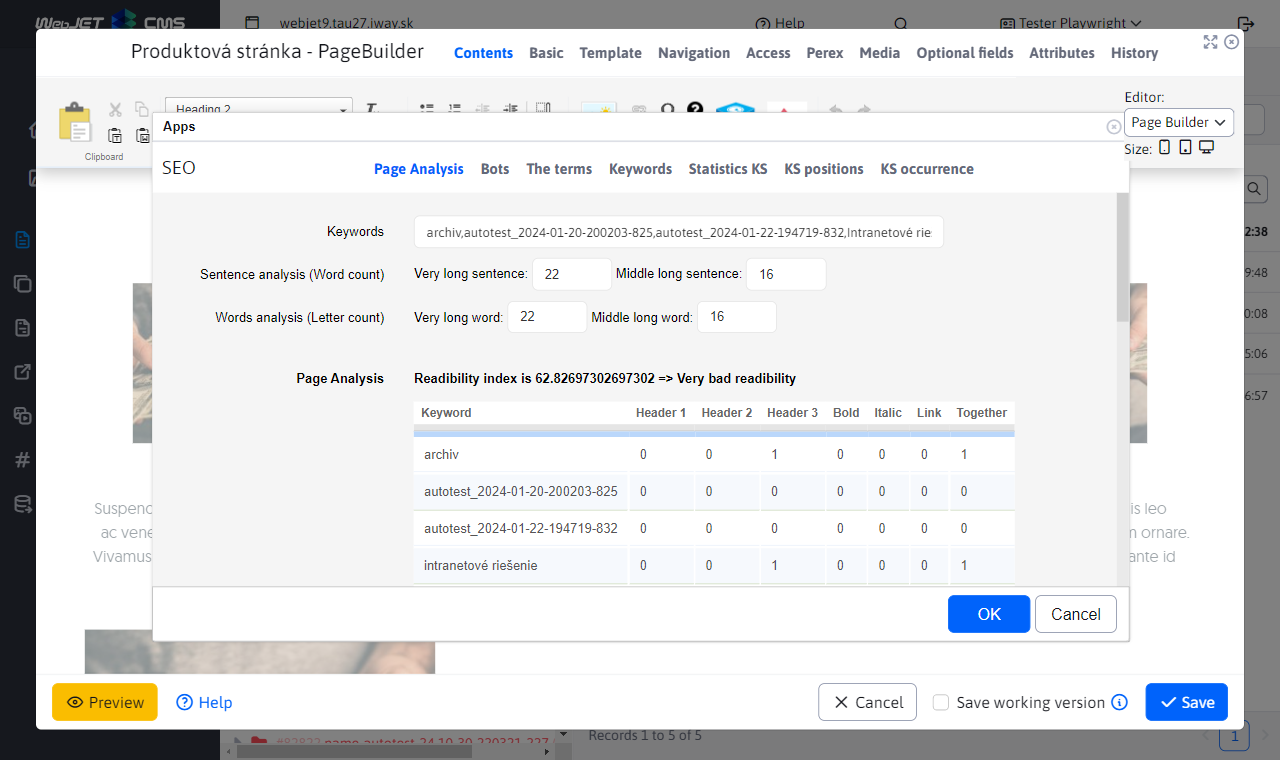 WebJET CMS
webjet9.tau27.iway.sk
Help
Tester Playwright
Produktová stránka - PageBuilder
Contents Basic Template Navigation Access Perex Media Optional fields Attributes History
Heading 2
Clipboard
Editor:
Page Builder
Size:
Apps
SEO
Page Analysis Bots The terms Keywords Statistics KS KS positions KS occurrence
Keywords archiv,autotest_2024-01-20-200203-825,autotest_2024-01-22-194719-832,Intranetové rie
Sentence analysis (Word count) Very long sentence: 22 Middle long sentence: 16
Words analysis (Letter count) Very long word: 22 Middle long word: 16
Page Analysis Readibility index is 62.82697302697302 => Very bad readibility
Keyword Header 1 Header 2 Header 3 Bold Italic Link Together
archiv 0 0 1 0 0 0 1
autotest_2024-01-20-200203-825 0 0 0 0 0 0 0
autotest_2024-01-22-194719-832 0 0 0 0 0 0 0
intranetové riešenie 0 0 1 0 0 0 1
OK Cancel
2:38
9:48
0:08
5:06
6:57
Suspend
ac vene
Vivamus
is leo
m ornare.
ante id
Preview Help Cancel Save working version Save
#82822 name-autotest-24.10.30-220321-227
Records 1 to 5 of 5
1